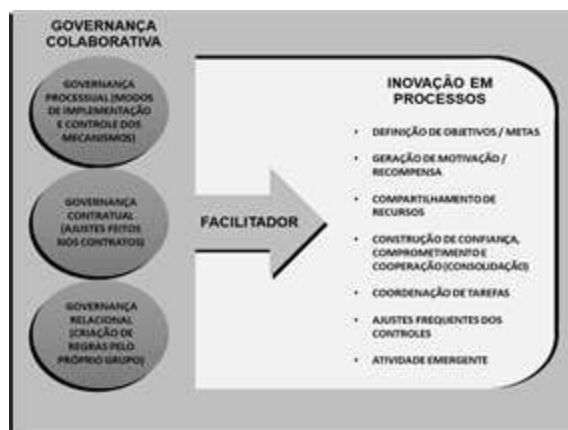 GOVERNANÇA
COLABORATIVA
GOVERNANÇA
PROCESSUAL (MODOS
DE IMPLEMENTAÇÃO
E CONTROLE DOS
MECANISMOS)
GOVERNANÇA
CONTRATUAL
(AJUSTES FEITOS
NOS CONTRATOS)
GOVERNANÇA
RELACIONAL
(CRIAÇÃO DE
REGRAS PELO
PRÓPRIO GRUPO)
FACILITADOR
INOVAÇÃO EM
PROCESSOS
• DEFINIÇÃO DE OBJETIVOS / METAS
• GERAÇÃO DE MOTIVAÇÃO /
RECOMPENSA
• COMPARTILHAMENTO DE
RECURSOS
• CONSTRUÇÃO DE CONFIANÇA,
COMPROMETIMENTO E
COOPERAÇÃO (CONSOLIDAÇÃO)
• COORDENAÇÃO DE TAREFAS
• AJUSTES FREQUENTES DOS
CONTROLES
• ATIVIDADE EMERGENTE